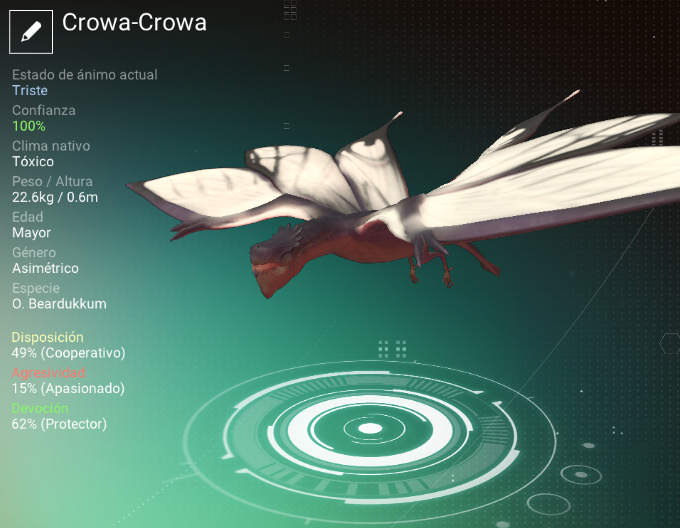 Crowa-Crowa
Estado de ánimo actual
Triste
Confianza
100%
Clima nativo
Tóxico
Peso / Altura
22.6kg / 0.6m
Edad
Mayor
Género
Asimétrico
Especie
O. Beardukkum
Disposición
49% (Cooperativo)
Agresividad
15% (Apasionado)
Devoción
62% (Protector)